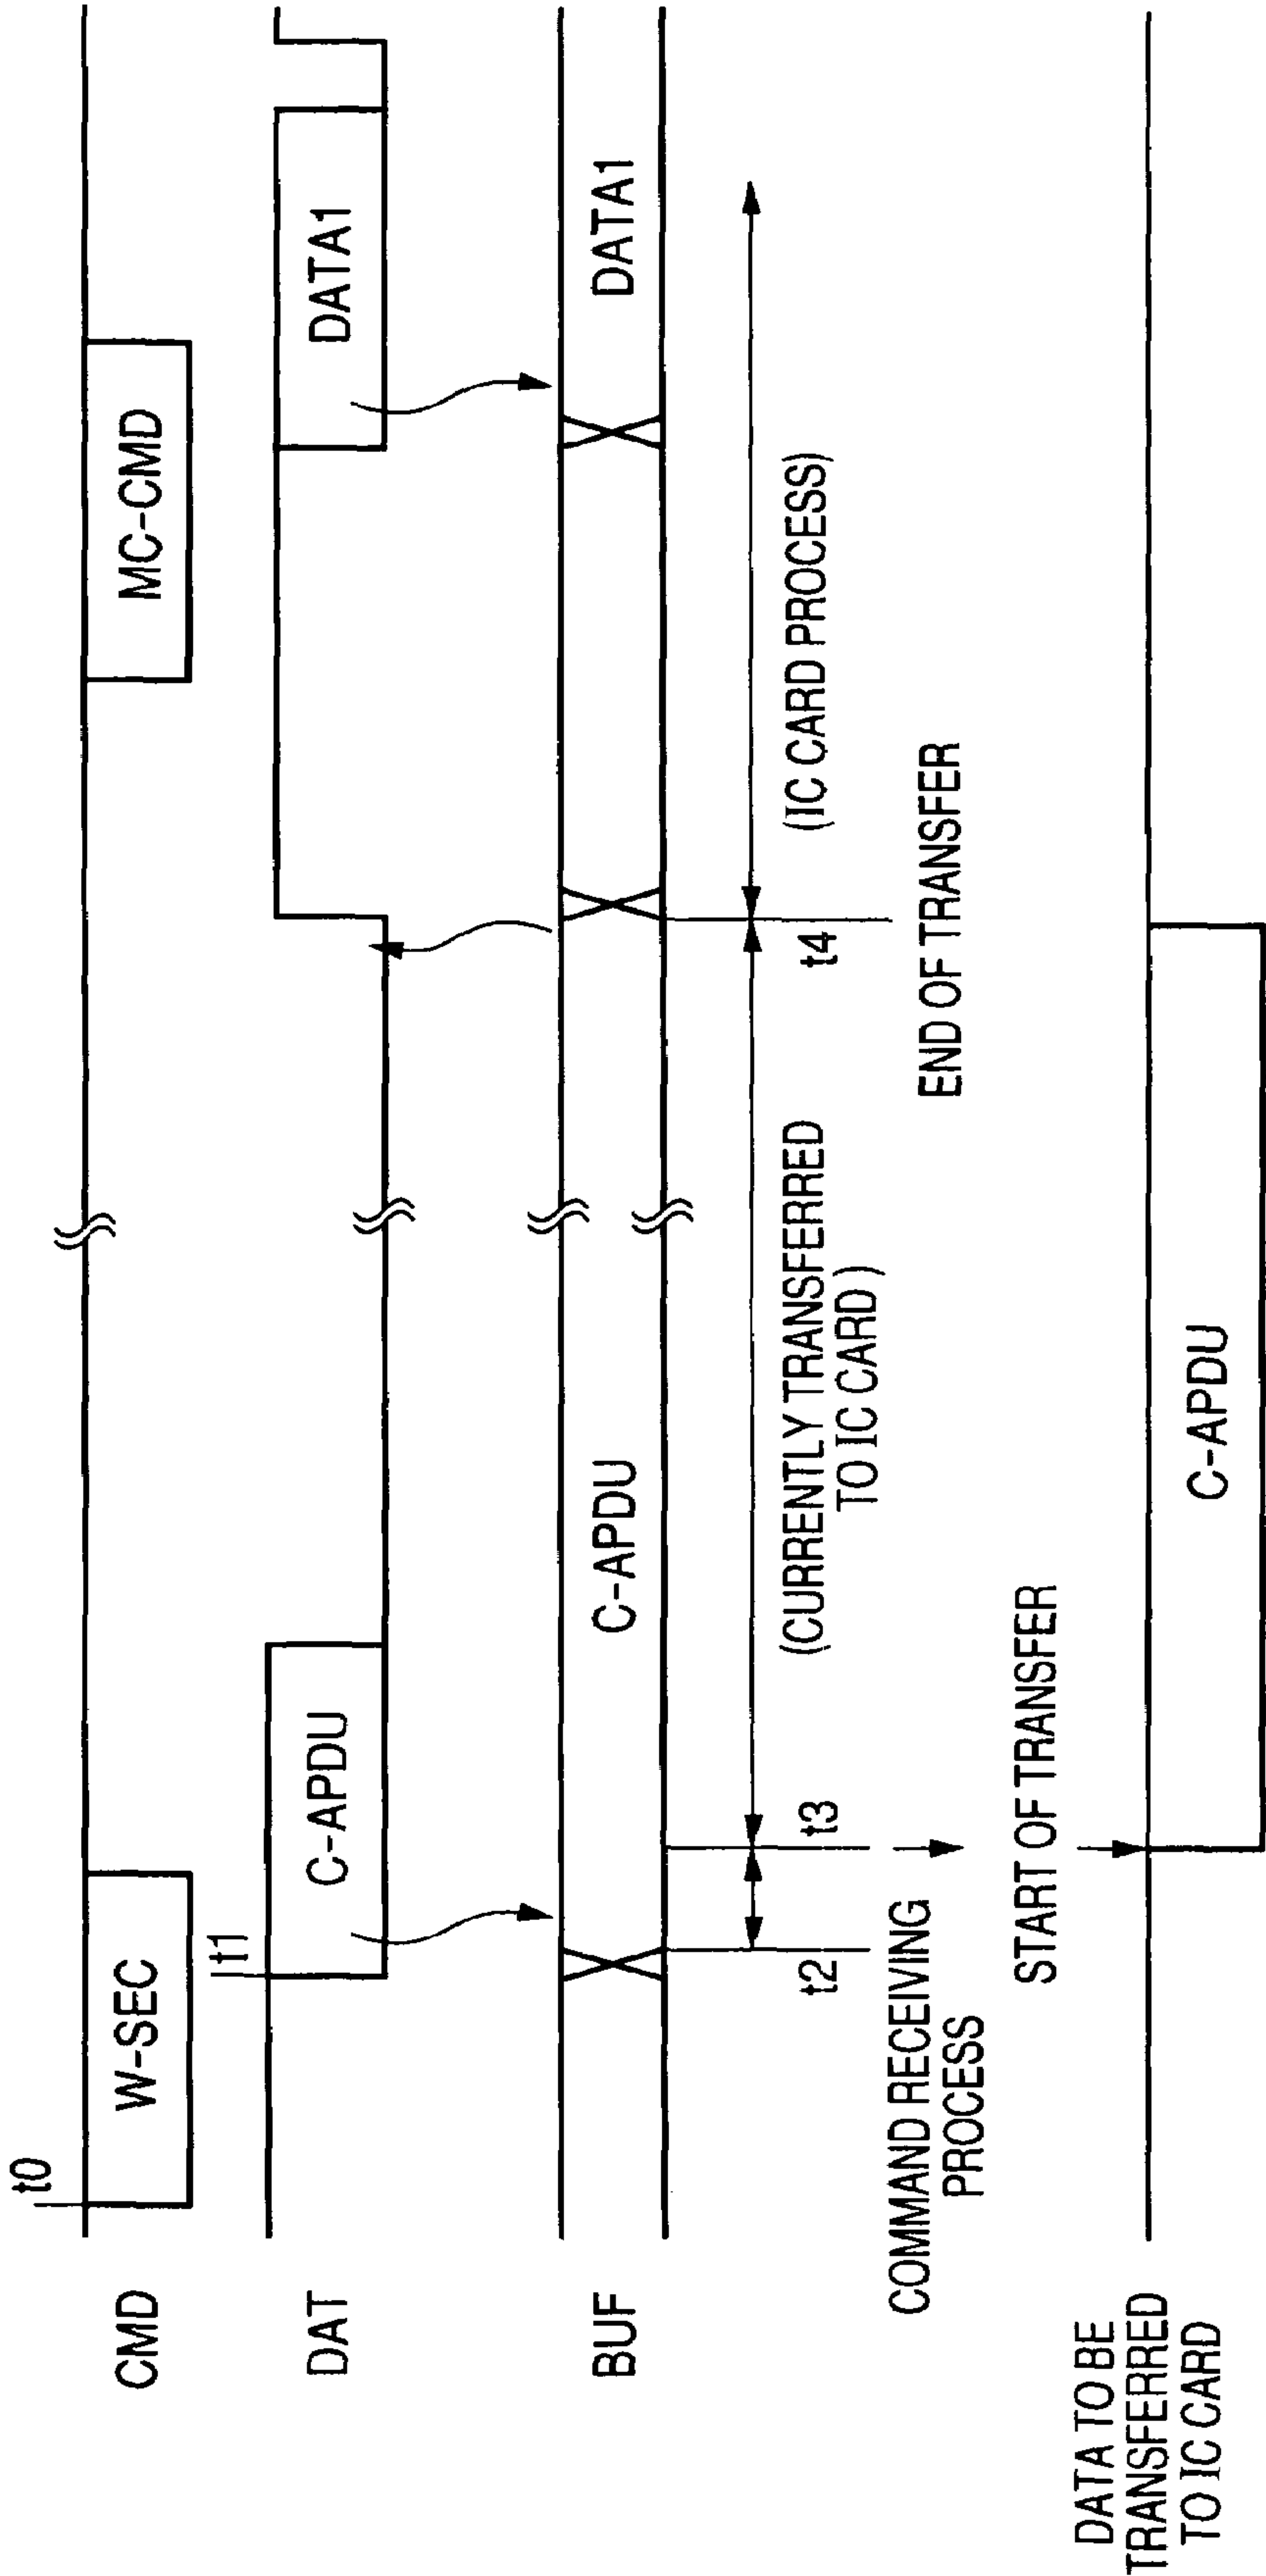 t0
CMD
W-SEC
MC-CMD
t1
DAT
C-APDU
DATA1
BUF
C-APDU
DATA1
t2
t3
t4
(CURRENTLY TRANSFERRED
TO IC CARD)
(IC CARD PROCESS)
COMMAND RECEIVING
PROCESS
END OF TRANSFER
START OF TRANSFER
DATA TO BE
TRANSFERRED
TO IC CARD
C-APDU